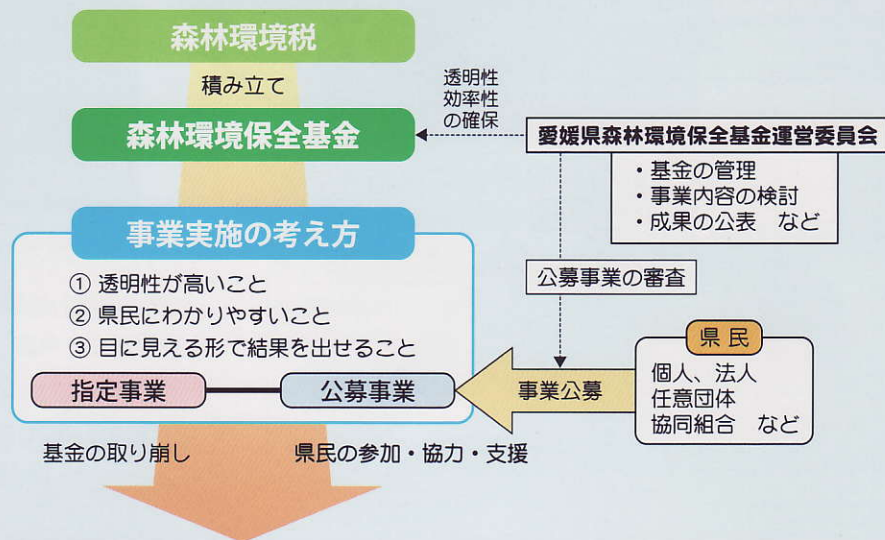 森林環境税
積み立て
森林環境保全基金
透明性
効率性
の確保
愛媛県森林環境保全基金運営委員会
・基金の管理
・事業内容の検討
・成果の公表　など
事業実施の考え方
① 透明性が高いこと
② 県民にわかりやすいこと
③ 目に見える形で結果を出せること
指定事業
公募事業
公募事業の審査
事業公募
県民
個人、法人
任意団体
協同組合　など
基金の取り崩し
県民の参加・協力・支援